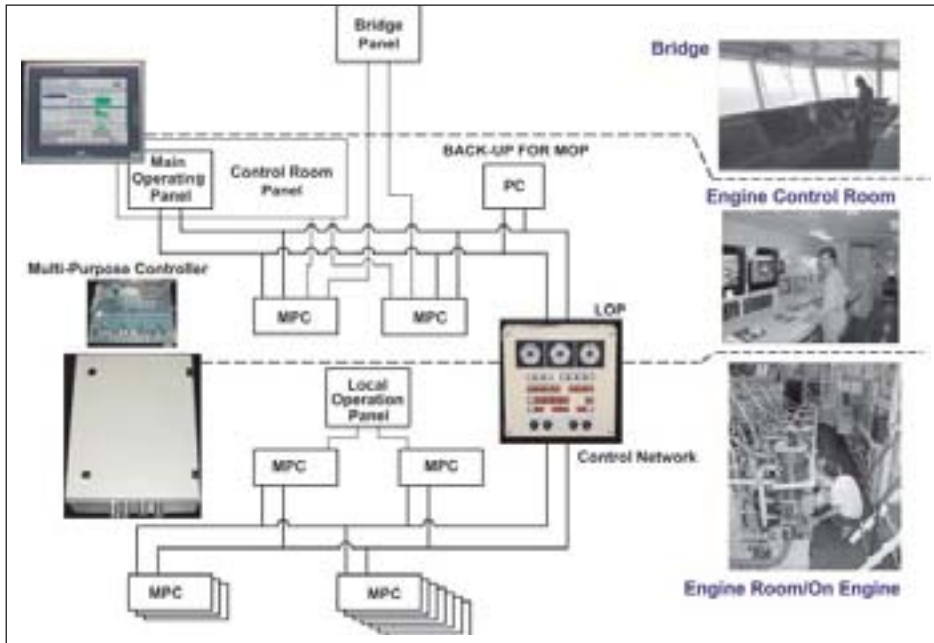 Bridge
Panel
Bridge
Main
Operating
Panel
Control Room
Panel
BACK-UP FOR MOP
PC
Engine Control Room
Multi-Purpose Controller
MPC
MPC
LOP
Local
Operation
Panel
MPC
MPC
Control Network
MPC
MPC
Engine Room/On Engine